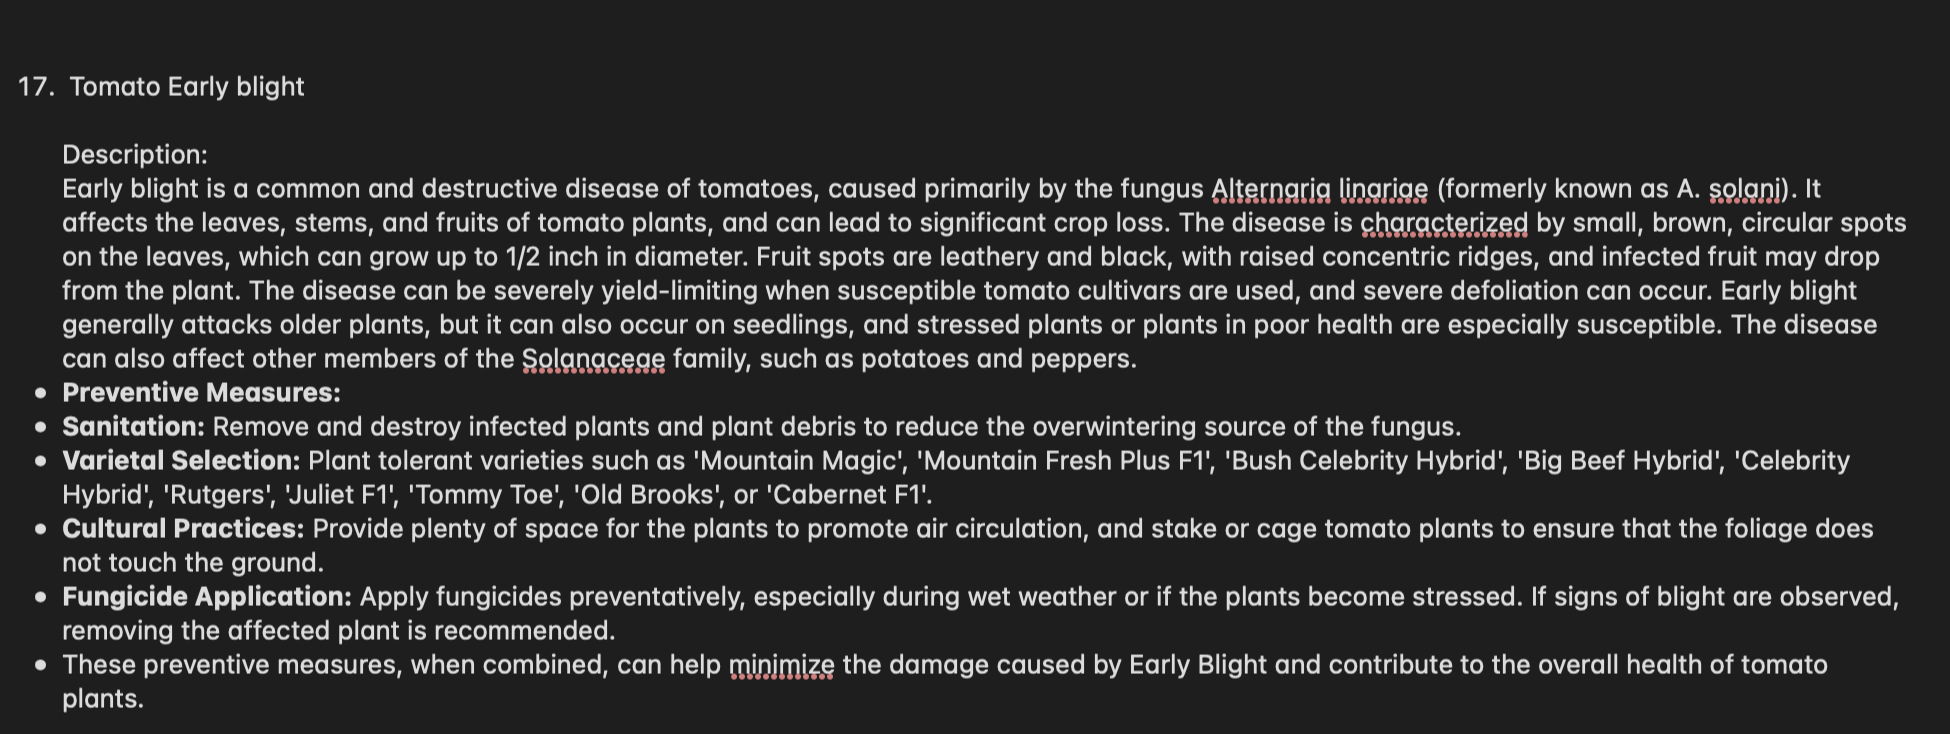 17. Tomato Early blight
Description:
Early blight is a common and destructive disease of tomatoes, caused primarily by the fungus Alternaria linariae (formerly known as A. solani). It
affects the leaves, stems, and fruits of tomato plants, and can lead to significant crop loss. The disease is characterized by small, brown, circular spots
on the leaves, which can grow up to 1/2 inch in diameter. Fruit spots are leathery and black, with raised concentric ridges, and infected fruit may drop
from the plant. The disease can be severely yield-limiting when susceptible tomato cultivars are used, and severe defoliation can occur. Early blight
generally attacks older plants, but it can also occur on seedlings, and stressed plants or plants in poor health are especially susceptible. The disease
can also affect other members of the Solanaceae family, such as potatoes and peppers.
• Preventive Measures:
• Sanitation: Remove and destroy infected plants and plant debris to reduce the overwintering source of the fungus.
• Varietal Selection: Plant tolerant varieties such as 'Mountain Magic', 'Mountain Fresh Plus F1', 'Bush Celebrity Hybrid', 'Big Beef Hybrid', 'Celebrity
Hybrid', 'Rutgers', 'Juliet F1', 'Tommy Toe', 'Old Brooks', or 'Cabernet F1'.
• Cultural Practices: Provide plenty of space for the plants to promote air circulation, and stake or cage tomato plants to ensure that the foliage does
not touch the ground.
• Fungicide Application: Apply fungicides preventatively, especially during wet weather or if the plants become stressed. If signs of blight are observed,
removing the affected plant is recommended.
• These preventive measures, when combined, can help minimize the damage caused by Early Blight and contribute to the overall health of tomato
plants.